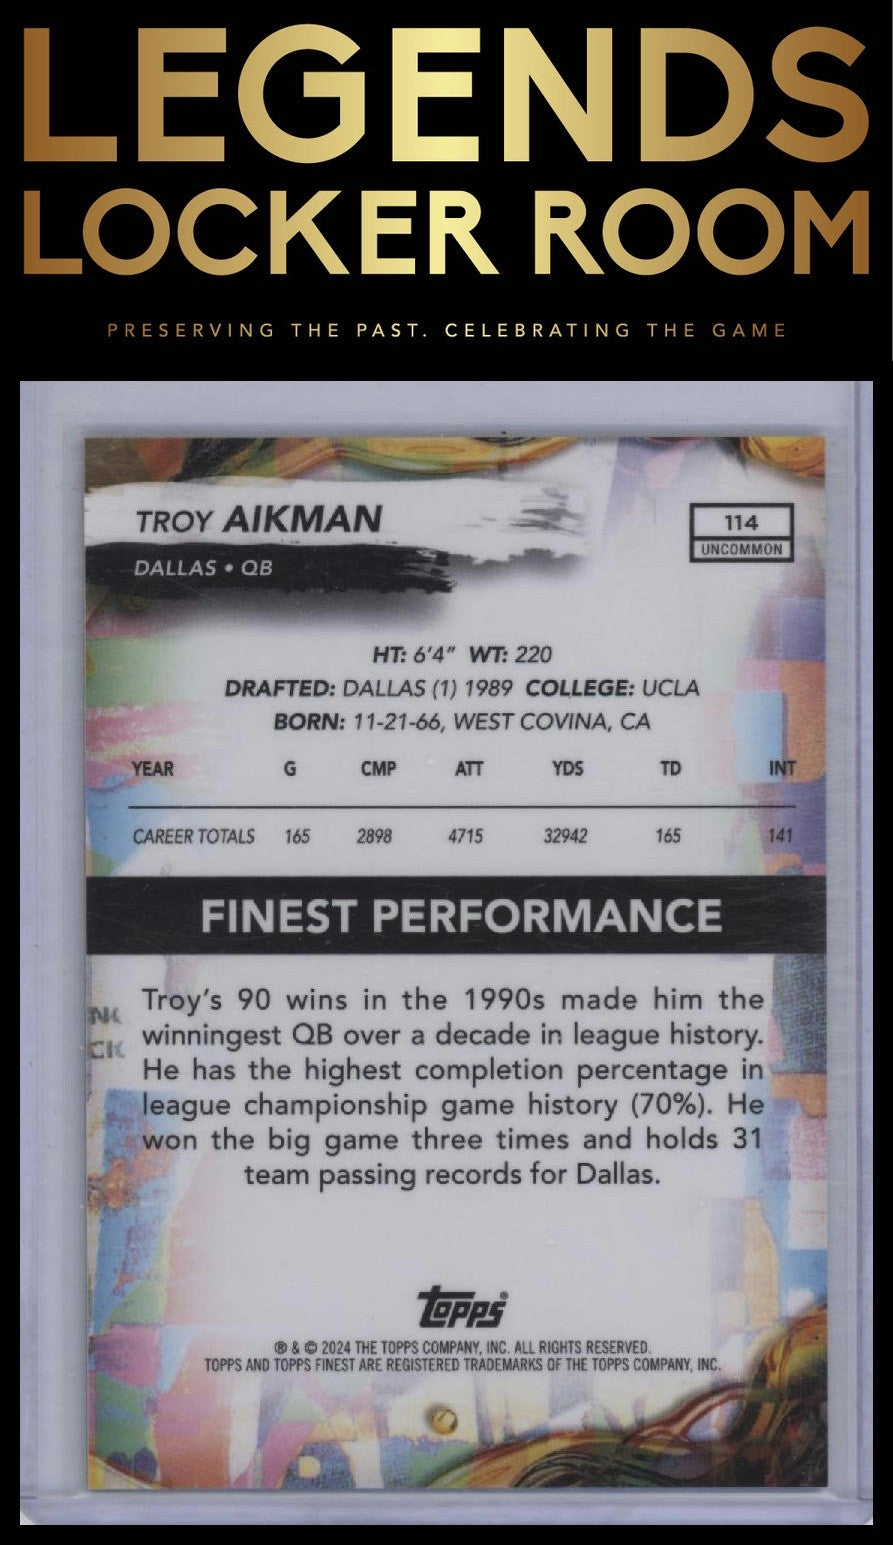 LEGENDS
LOCKER ROOM
PRESERVING THE PAST. CELEBRATING THE GAME
TROY AIKMAN
DALLAS • QB
114
UNCOMMON
HT: 6'4" WT: 220
DRAFTED: DALLAS (1) 1989 COLLEGE: UCLA
BORN: 11-21-66, WEST COVINA, CA
YEAR G CMP ATT YDS TD INT
CAREER TOTALS 165 2898 4715 32942 165 141
FINEST PERFORMANCE
Troy's 90 wins in the 1990s made him the
winningest QB over a decade in league history.
He has the highest completion percentage in
league championship game history (70%). He
won the big game three times and holds 31
team passing records for Dallas.
topps®
® & © 2024 THE TOPPS COMPANY, INC. ALL RIGHTS RESERVED.
TOPPS AND TOPPS FINEST ARE REGISTERED TRADEMARKS OF THE TOPPS COMPANY, INC.